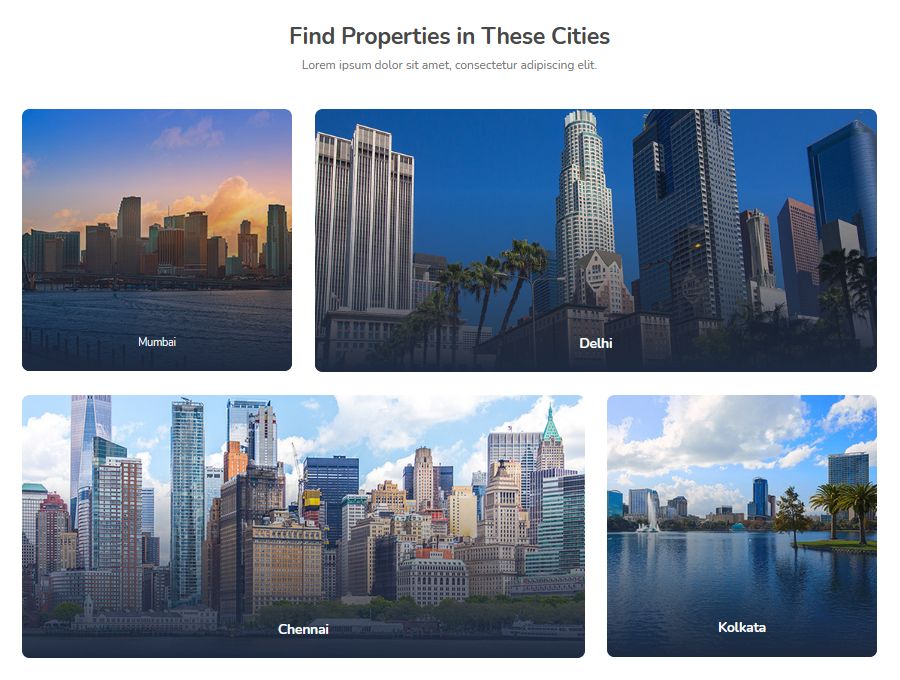 Find Properties in These Cities
Lorem ipsum dolor sit amet, consectetur adipiscing elit.
Mumbai
Delhi
Chennai
Kolkata